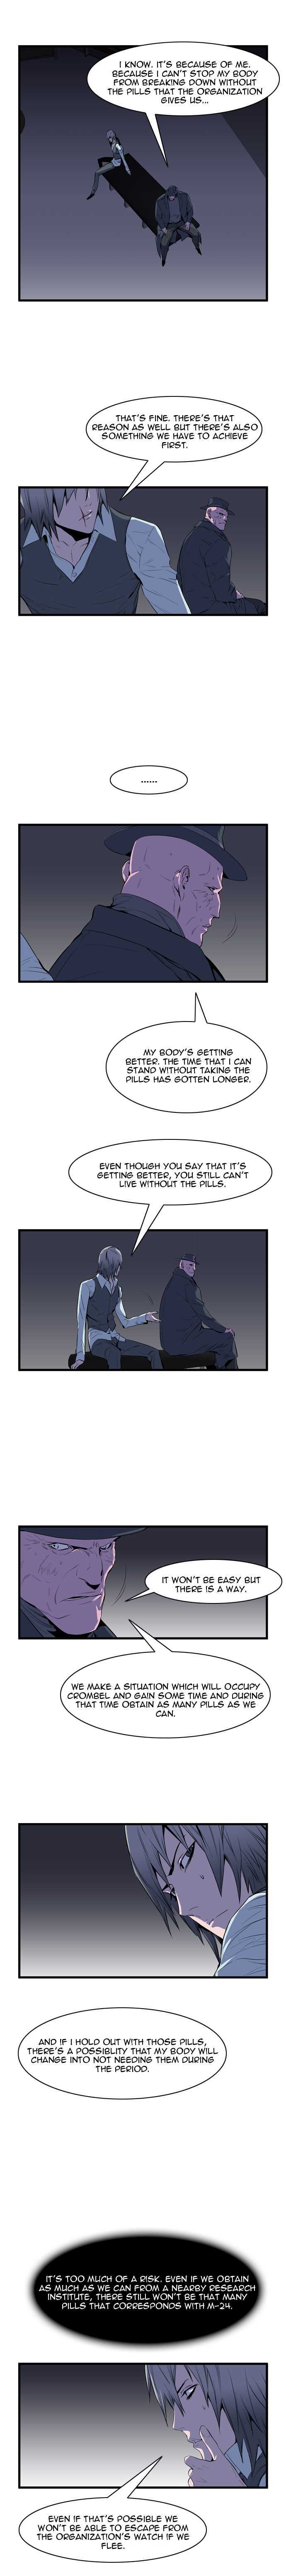 I KNOW. IT'S BECAUSE OF ME.
BECAUSE I CAN'T STOP MY BODY
FROM BREAKING DOWN WITHOUT
THE PILLS THAT THE ORGANIZATION
GIVES US...
THAT'S FINE. THERE'S THAT
REASON AS WELL BUT THERE'S ALSO
SOMETHING WE HAVE TO ACHIEVE
FIRST.
......
MY BODY'S GETTING
BETTER. THE TIME THAT I CAN
STAND WITHOUT TAKING THE
PILLS HAS GOTTEN LONGER.
EVEN THOUGH YOU SAY THAT IT'S
GETTING BETTER, YOU STILL CAN'T
LIVE WITHOUT THE PILLS.
IT WON'T BE EASY BUT
THERE IS A WAY.
WE MAKE A SITUATION WHICH WILL OCCUPY
CROMBEL AND GAIN SOME TIME AND DURING
THAT TIME OBTAIN AS MANY PILLS AS WE
CAN.
AND IF I HOLD OUT WITH THOSE PILLS,
THERE'S A POSSIBLITY THAT MY BODY WILL
CHANGE INTO NOT NEEDING THEM DURING
THE PERIOD.
IT'S TOO MUCH OF A RISK. EVEN IF WE OBTAIN
AS MUCH AS WE CAN FROM A NEARBY RESEARCH
INSTITUTE, THERE STILL WON'T BE THAT MANY
PILLS THAT CORRESPONDS WITH M-24.
EVEN IF THAT'S POSSIBLE WE
WON'T BE ABLE TO ESCAPE FROM
THE ORGANIZATION'S WATCH IF WE
FLEE.